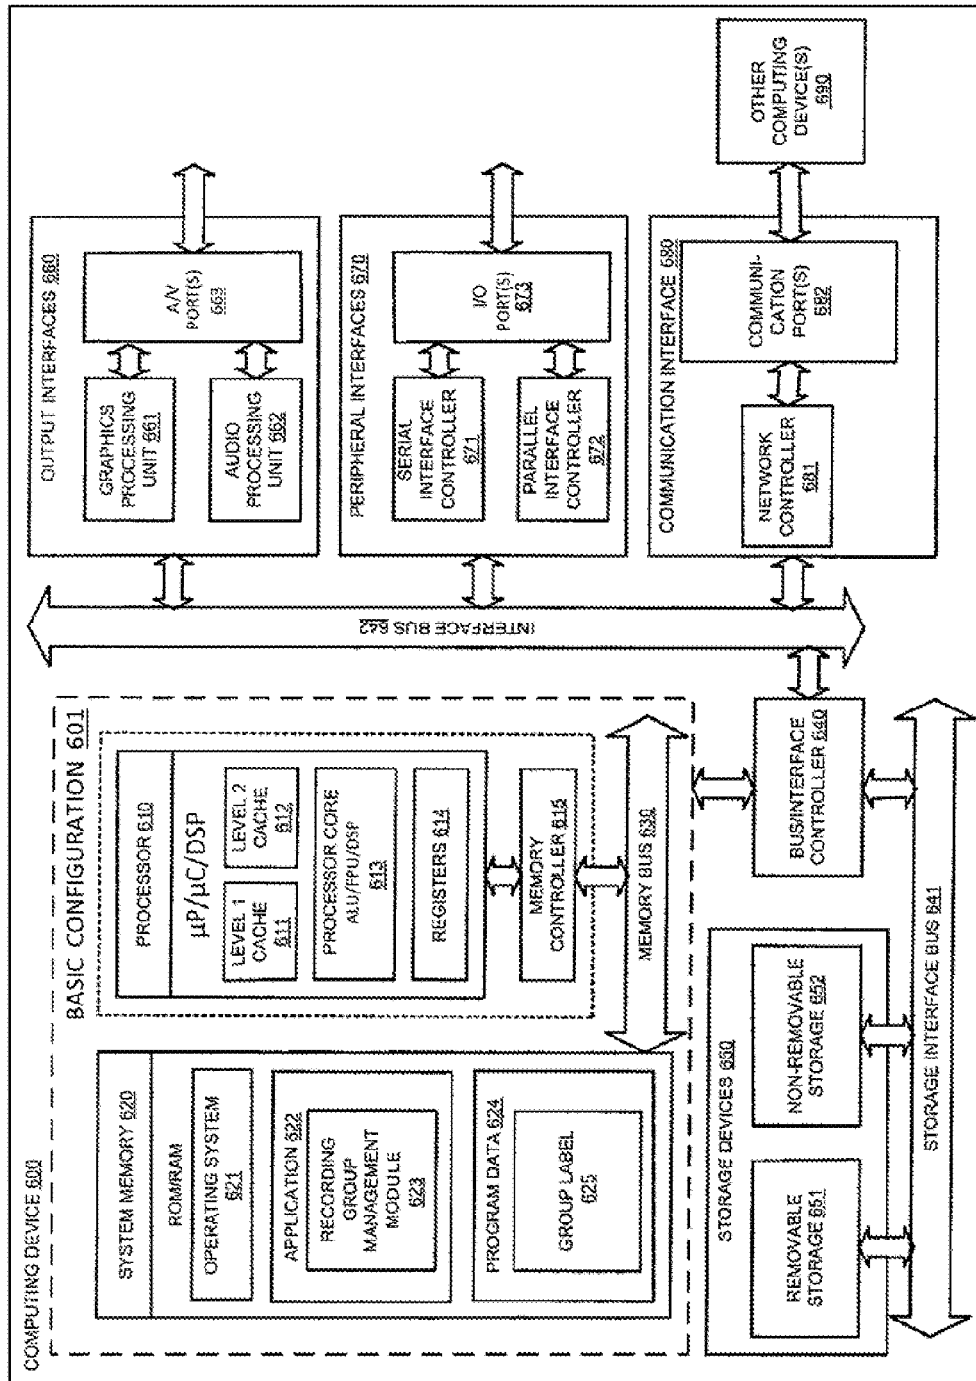 COMPUTING DEVICE 600
BASIC CONFIGURATION 601
SYSTEM MEMORY 620
ROM/RAM
OPERATING SYSTEM
621
APPLICATION 622
RECORDING
GROUP
MANAGEMENT
MODULE
623
PROGRAM DATA 624
GROUP LABEL
625
PROCESSOR 610
µP/µC/DSP
LEVEL 1
CACHE
611
LEVEL 2
CACHE
612
PROCESSOR CORE
ALU/FPU/DSP
613
REGISTERS 614
MEMORY
CONTROLLER 615
MEMORY BUS 630
BUS/INTERFACE
CONTROLLER 640
STORAGE DEVICES 650
REMOVABLE
STORAGE 651
NON-REMOVABLE
STORAGE 652
STORAGE INTERFACE BUS 641
INTERFACE BUS 642
OUTPUT INTERFACES 660
GRAPHICS
PROCESSING
UNIT 661
AUDIO
PROCESSING
UNIT 662
A/V
PORT(S)
663
PERIPHERAL INTERFACES 670
SERIAL
INTERFACE
CONTROLLER
671
PARALLEL
INTERFACE
CONTROLLER
672
I/O
PORT(S)
673
COMMUNICATION INTERFACE 680
NETWORK
CONTROLLER
681
COMMUNI-
CATION
PORT(S)
682
OTHER
COMPUTING
DEVICE(S)
690